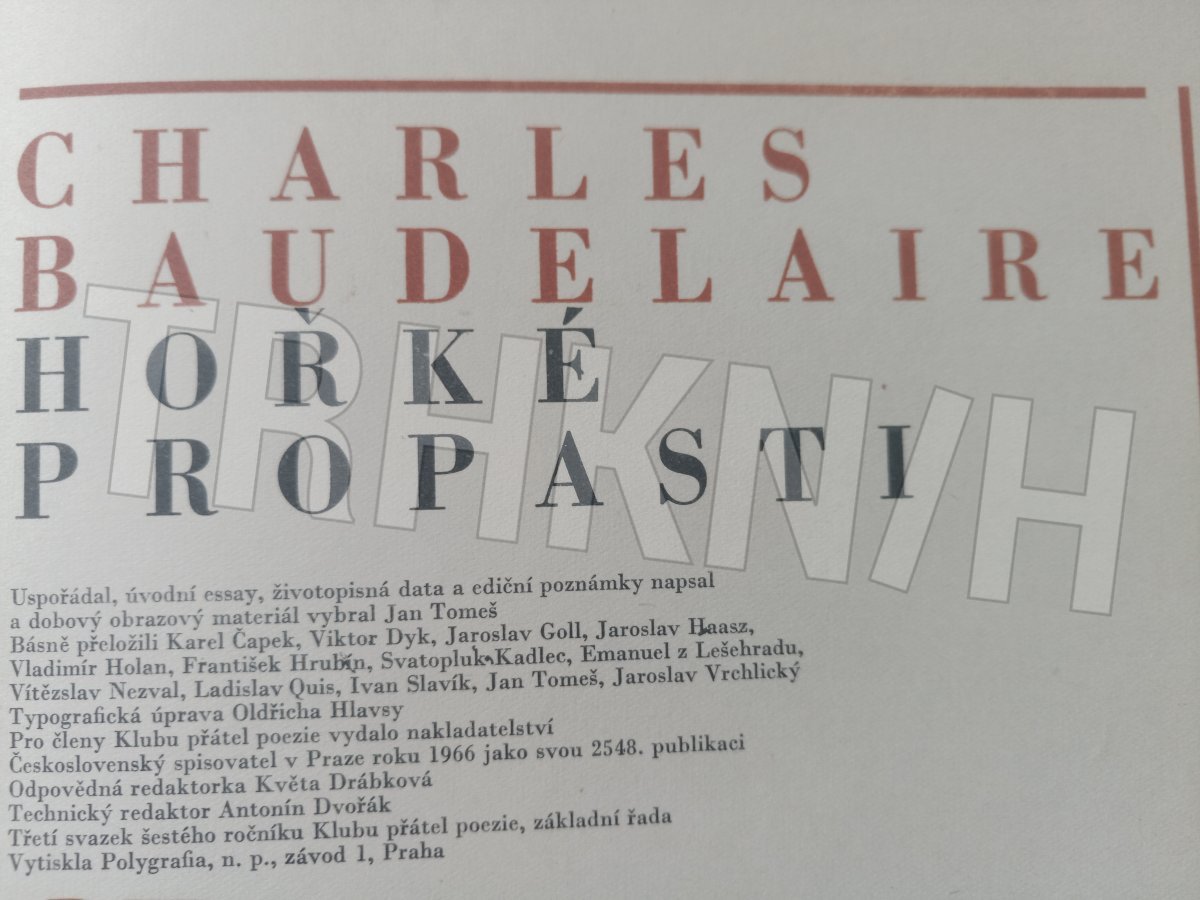 CHARLES
BAUDELAIRE
HOŘKÉ
PROPASTI
TRHKNIH
Uspořádal, úvodní essay, životopisná data a ediční poznámky napsal
a dobový obrazový materiál vybral Jan Tomeš
Básně přeložili Karel Čapek, Viktor Dyk, Jaroslav Goll, Jaroslav Haasz,
Vladimír Holan, František Hrubín, Svatopluk Kadlec, Emanuel z Lešehradu,
Vítězslav Nezval, Ladislav Quis, Ivan Slavík, Jan Tomeš, Jaroslav Vrchlický
Typografická úprava Oldřicha Hlavsy
Pro členy Klubu přátel poezie vydalo nakladatelství
Československý spisovatel v Praze roku 1966 jako svou 2548. publikaci
Odpovědná redaktorka Květa Drábková
Technický redaktor Antonín Dvořák
Třetí svazek šestého ročníku Klubu přátel poezie, základní řada
Vytiskla Polygrafia, n. p., závod 1, Praha